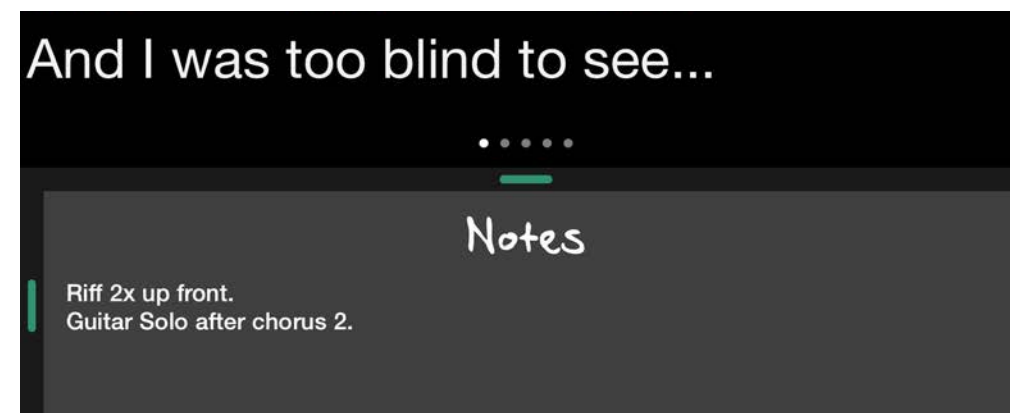 And I was too blind to see...
Notes
Riff 2x up front.
Guitar Solo after chorus 2.